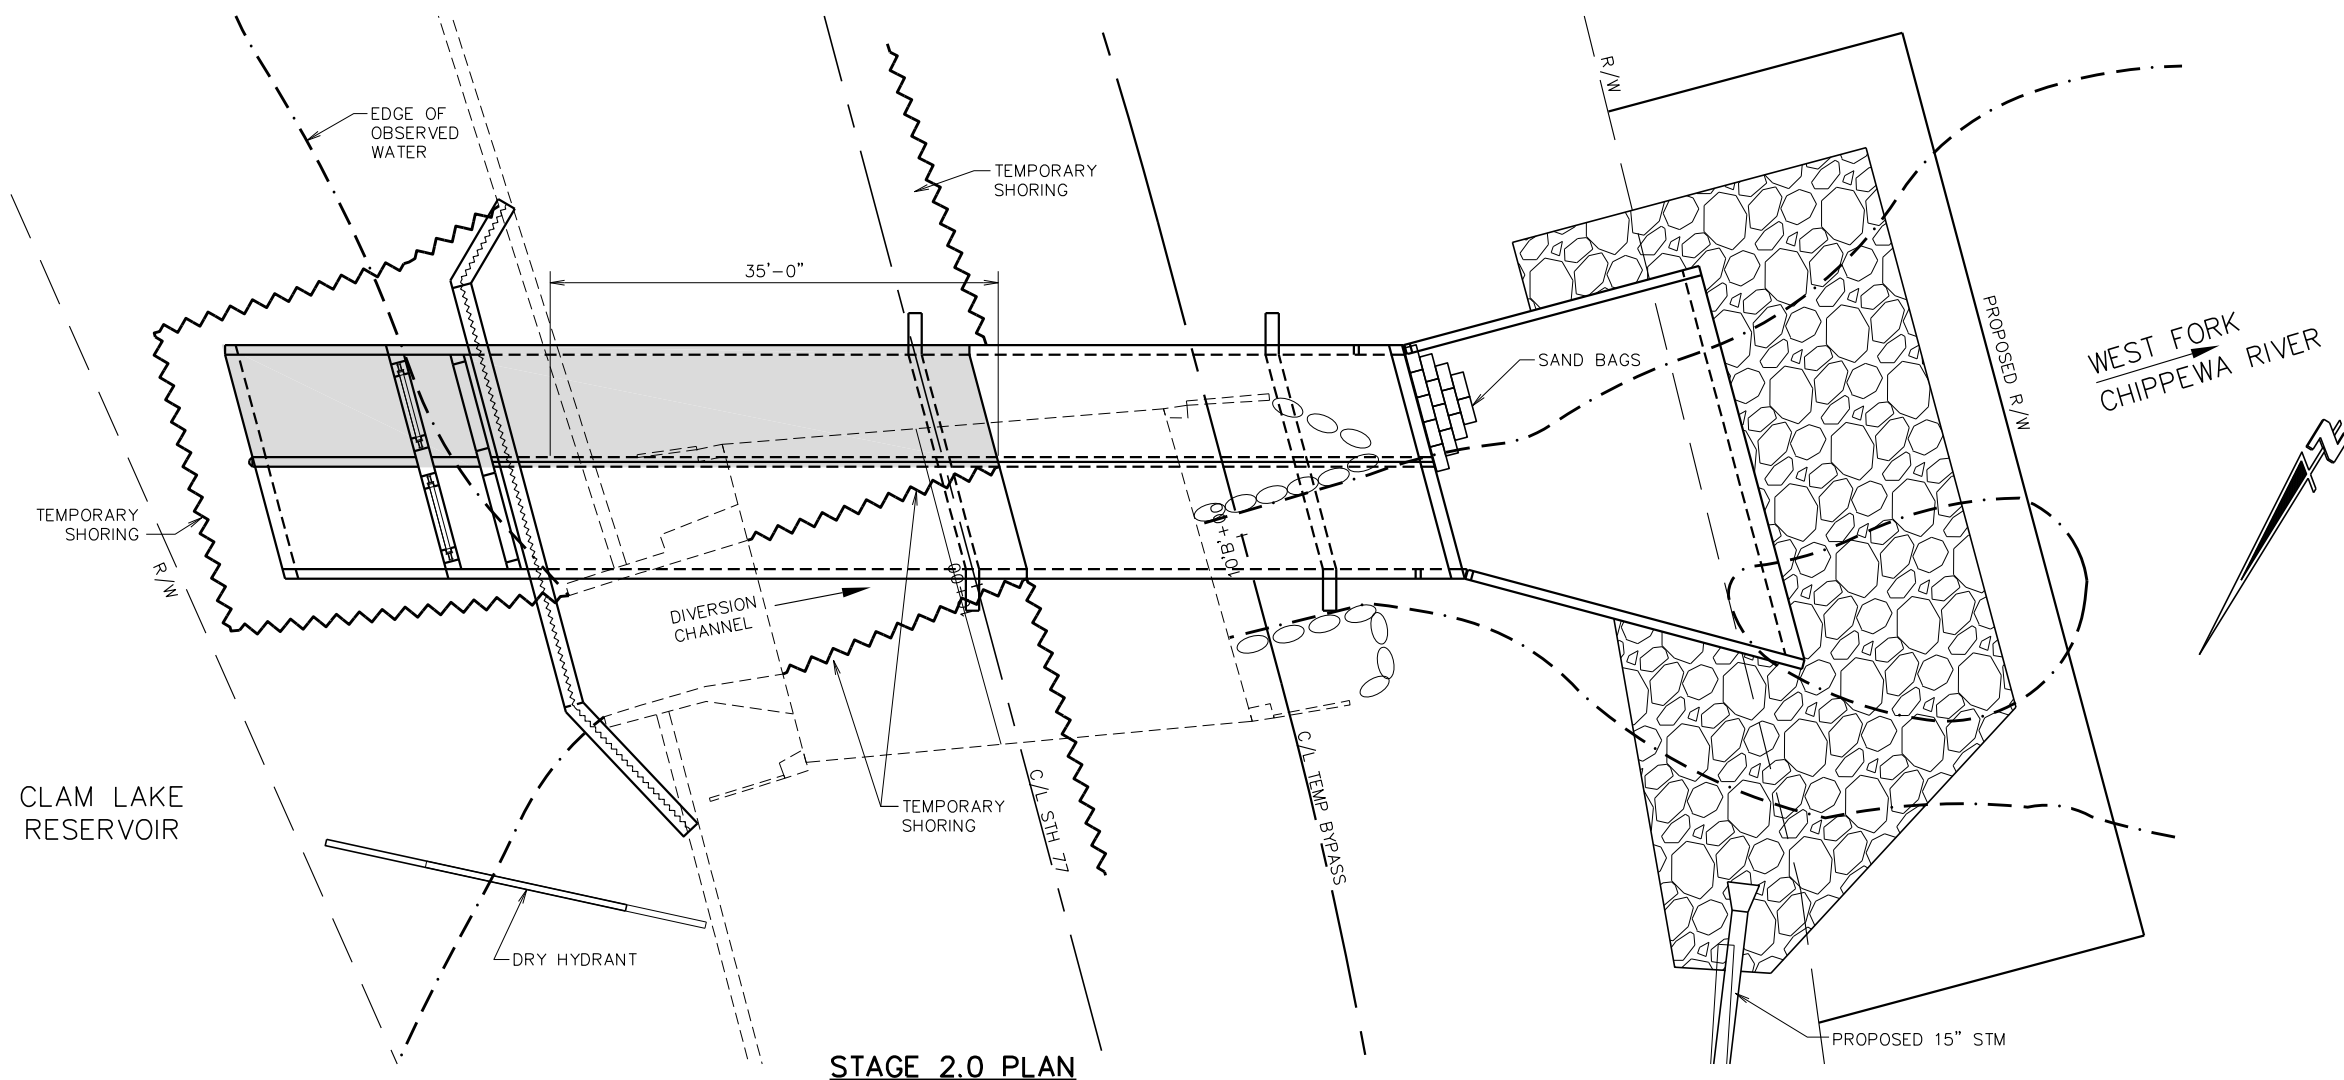 EDGE OF
OBSERVED
WATER
TEMPORARY
SHORING
35'-0"
R/W
SAND BAGS
PROPOSED R/W
WEST FORK
CHIPPEWA RIVER
N
TEMPORARY
SHORING
R/W
DIVERSION
CHANNEL
10'B'+00
CLAM LAKE
RESERVOIR
TEMPORARY
SHORING
C/L STH 77
C/L TEMP BYPASS
DRY HYDRANT
PROPOSED 15" STM
STAGE 2.0 PLAN